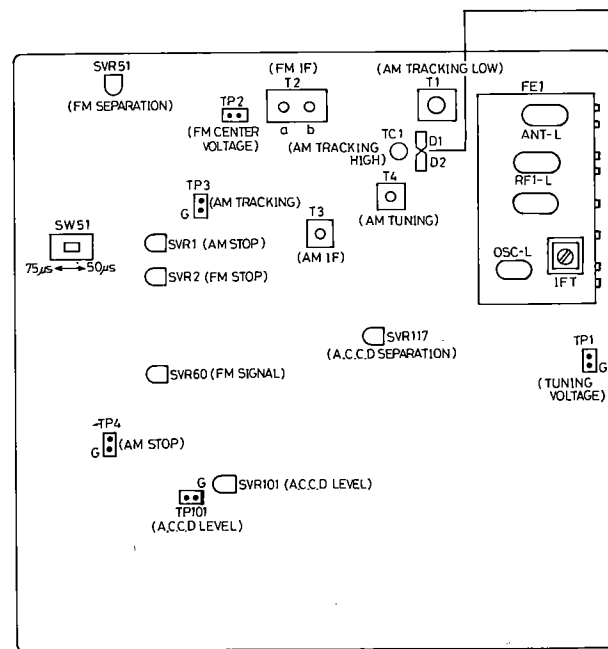 SVR51
(FM SEPARATION)
(FM IF)
T2
a b
TP2
(FM CENTER
VOLTAGE)
(AM TRACKING LOW)
T1
FE1
ANT-L
RF1-L
OSC-L
IFT
TC1
(AM TRACKING
HIGH)
D1
D2
T4
(AM TUNING)
TP3
G
(AM TRACKING)
T3
(AM IF)
SW51
75μs 50μs
SVR1 (AM STOP)
SVR2 (FM STOP)
SVR117
(A.C.C.D SEPARATION)
TP1
G
(TUNING
VOLTAGE)
SVR60 (FM SIGNAL)
TP4
G
(AM STOP)
G
SVR101 (A.C.C.D LEVEL)
TP101
(A.C.C.D LEVEL)